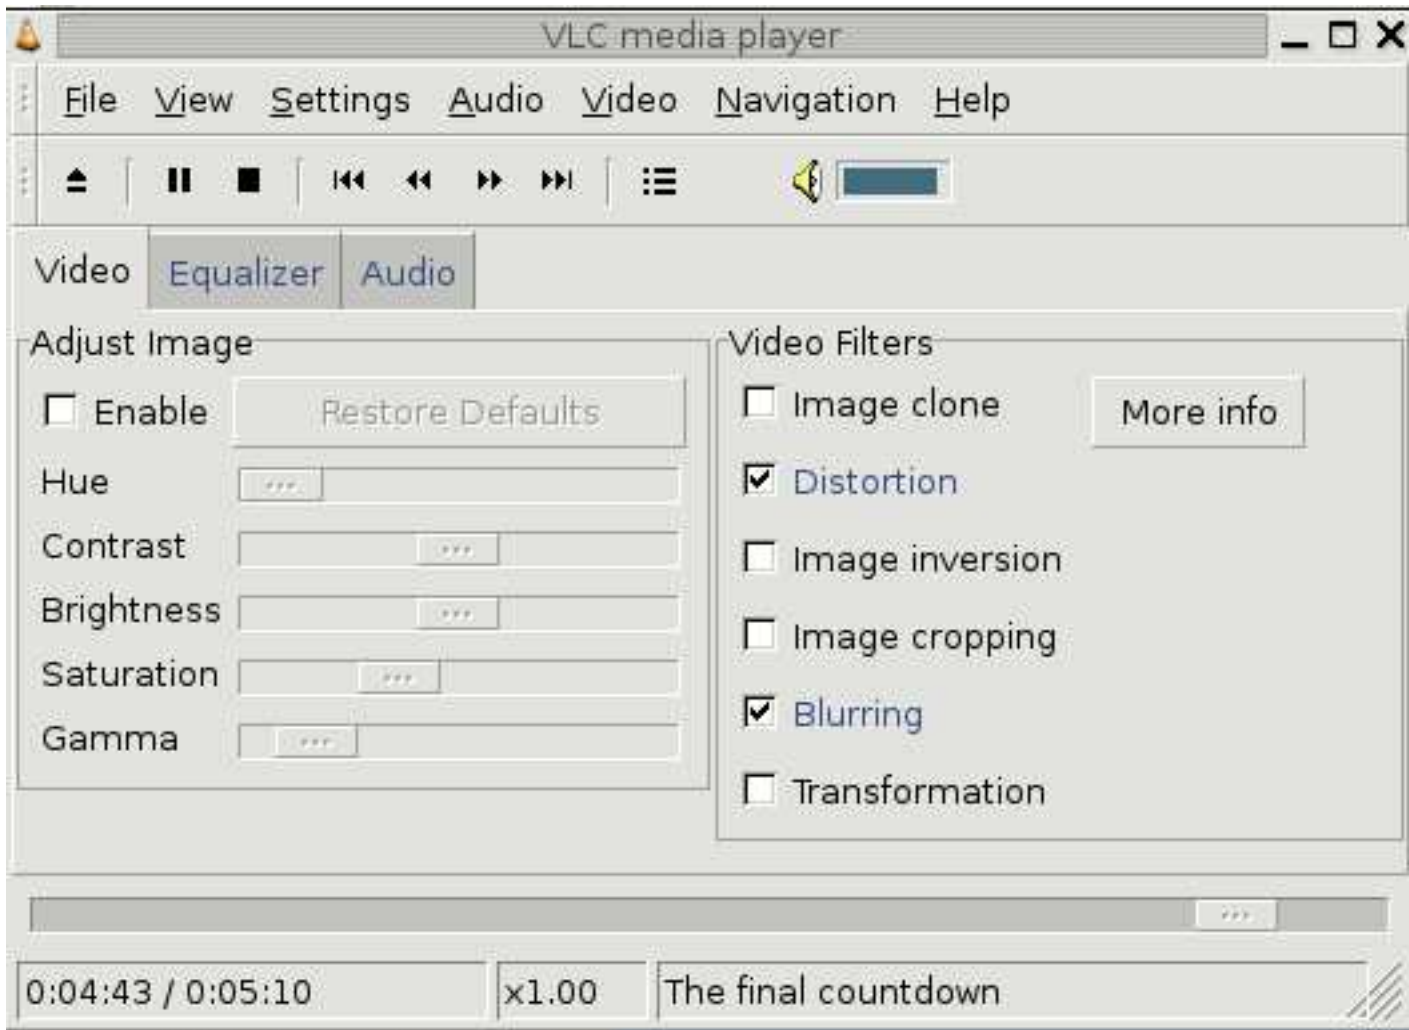 VLC media player
File View Settings Audio Video Navigation Help
Video Equalizer Audio
Adjust Image
Enable Restore Defaults
Hue
Contrast
Brightness
Saturation
Gamma
Video Filters
Image clone More info
Distortion
Image inversion
Image cropping
Blurring
Transformation
0:04:43 / 0:05:10 x1.00 The final countdown